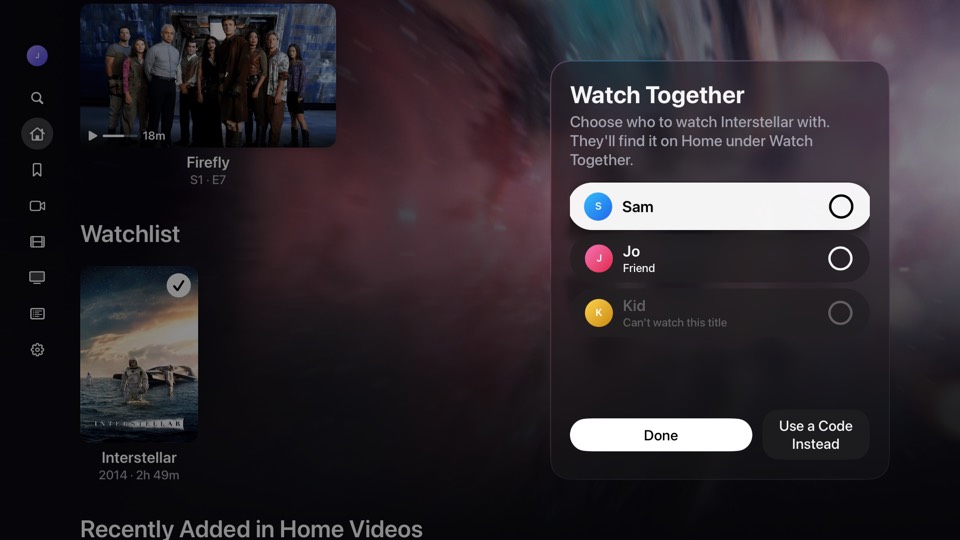 J
18m
Firefly
S1 · E7
Watchlist
INTERSTELLAR
Interstellar
2014 · 2h 49m
Recently Added in Home Videos
Watch Together
Choose who to watch Interstellar with.
They'll find it on Home under Watch
Together.
S
Sam
J
Jo
Friend
K
Kid
Can't watch this title
Done
Use a Code
Instead